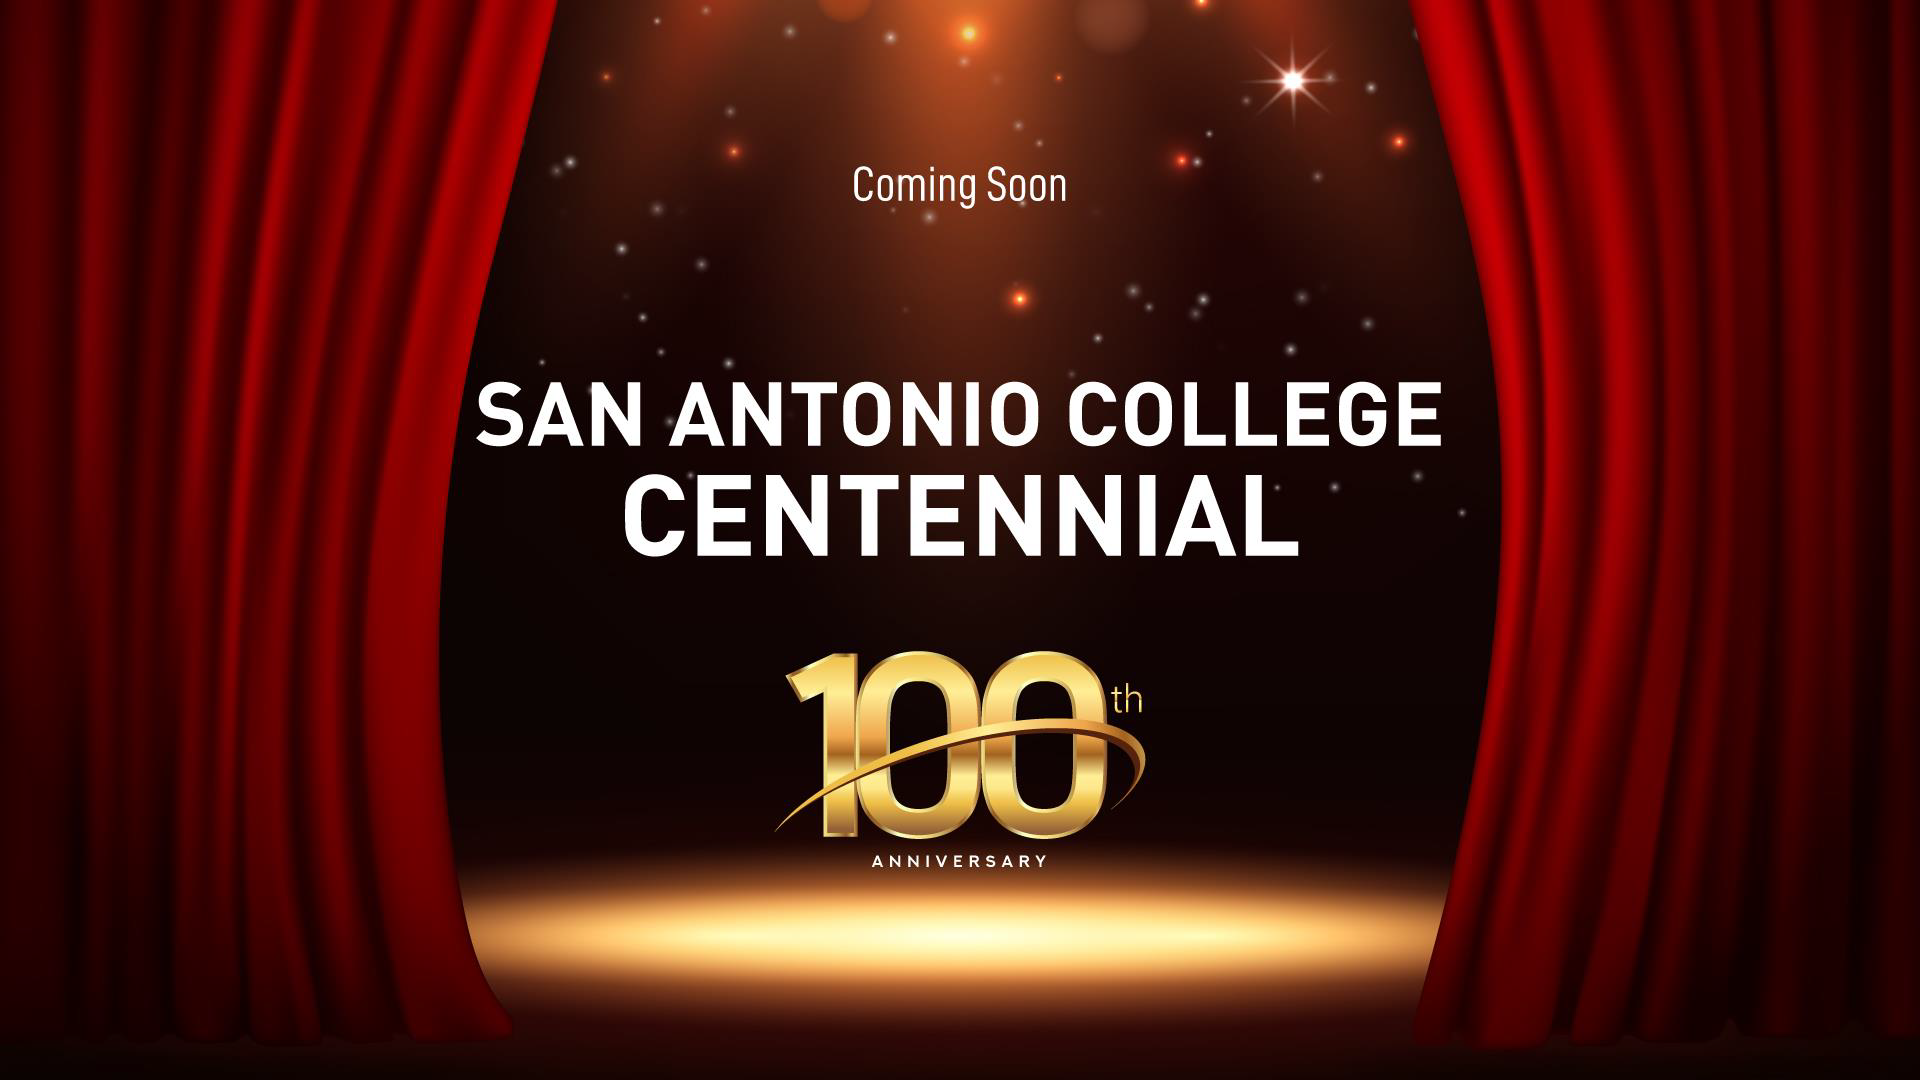 Coming Soon
SAN ANTONIO COLLEGE
CENTENNIAL
100th
ANNIVERSARY